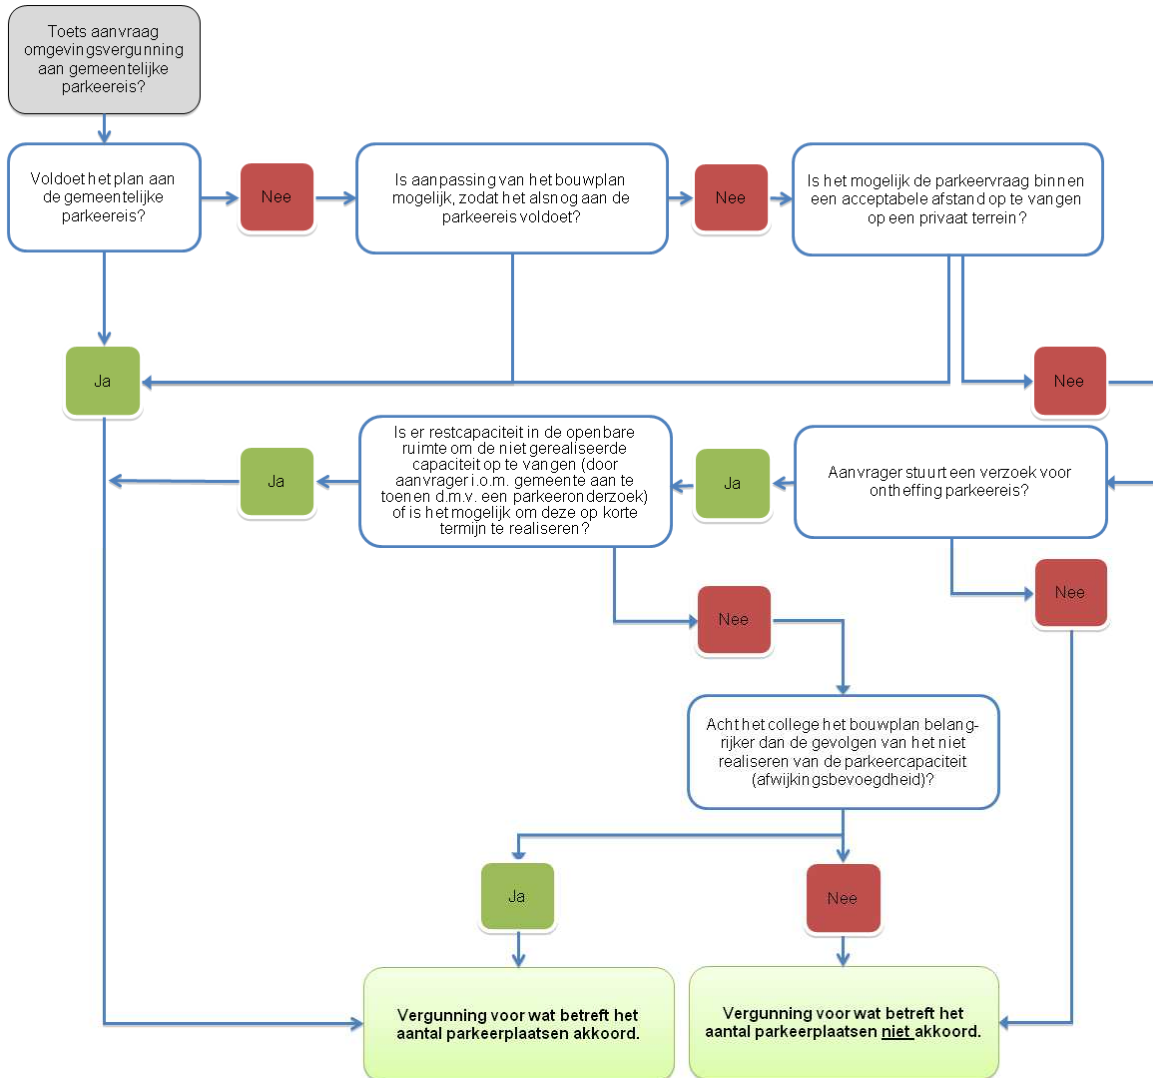 Toets aanvraag
omgevingsvergunning
aan gemeentelijke
parkeereis?
Voldoet het plan aan
de gemeentelijke
parkeereis?
Nee
Is aanpassing van het bouwplan
mogelijk, zodat het alsnog aan de
parkeereis voldoet?
Nee
Is het mogelijk de parkeervraag binnen
een acceptabele afstand op te vangen
op een privaat terrein?
Ja
Nee
Aanvrager stuurt een verzoek voor
ontheffing parkeereis?
Ja
Is er restcapaciteit in de openbare
ruimte om de niet gerealiseerde
capaciteit op te vangen (door
aanvrager i.o.m. gemeente aan te
tonen d.m.v. een parkeeronderzoek)
of is het mogelijk om deze op korte
termijn te realiseren?
Ja
Nee
Nee
Acht het college het bouwplan belang-
rijker dan de gevolgen van het niet
realiseren van de parkeercapaciteit
(afwijkingsbevoegdheid)?
Ja
Nee
Vergunning voor wat betreft het
aantal parkeerplaatsen akkoord.
Vergunning voor wat betreft het
aantal parkeerplaatsen niet akkoord.